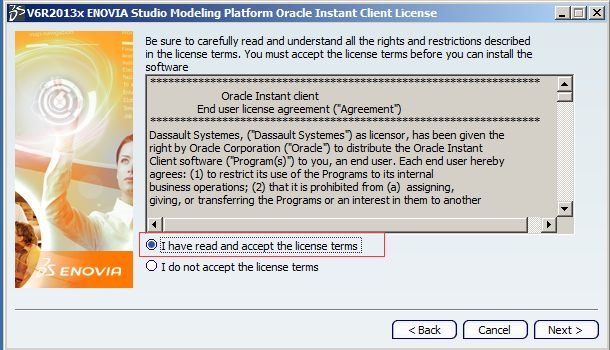 V6R2013x ENOVIA Studio Modeling Platform Oracle Instant Client License
Be sure to carefully read and understand all the rights and restrictions described
in the license terms. You must accept the license terms before you can install the
software
********************************************************************************
Oracle Instant client
End user license agreement ("Agreement")
********************************************************************************
Dassault Systemes, ("Dassault Systemes") as licensor, has been given the
right by Oracle Corporation ("Oracle") to distribute the Oracle Instant
Client software ("Program(s)") to you, an end user. Each end user hereby
agrees: (1) to restrict its use of the Programs to its internal
business operations; (2) that it is prohibited from (a)  assigning,
giving, or transferring the Programs or an interest in them to another
I have read and accept the license terms
I do not accept the license terms
ENOVIA
< Back
Cancel
Next >